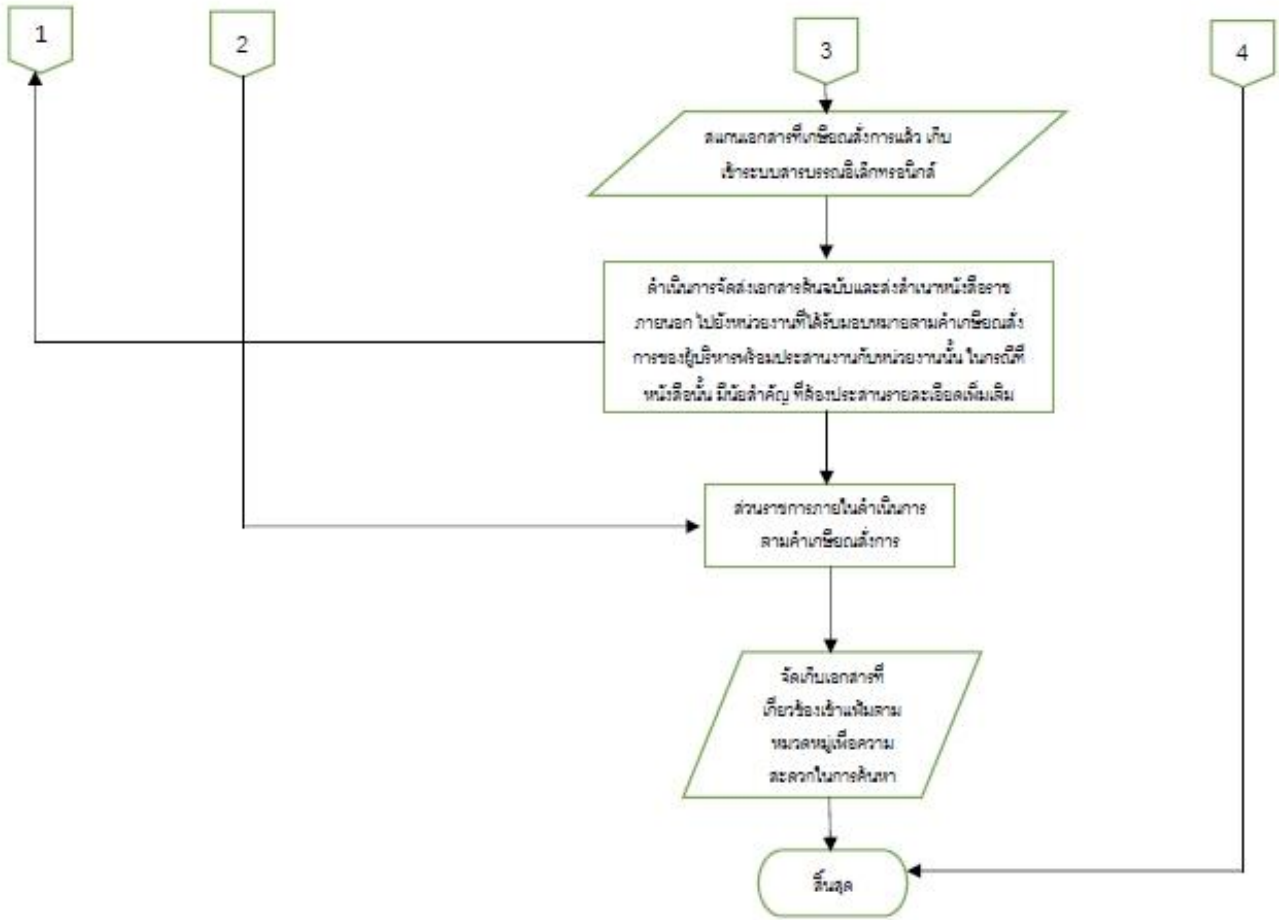 1
2
3
4
สแกนเอกสารที่เกษียณสั่งการแล้ว เก็บ
เข้าระบบสารบรรณอิเล็กทรอนิกส์
ดำเนินการจัดส่งเอกสารต้นฉบับและส่งสำเนาหนังสือราช
ภายนอก ไปยังหน่วยงานที่ได้รับมอบหมายตามคำเกษียณสั่ง
การของผู้บริหารพร้อมประสานงานกับหน่วยงานนั้น ในกรณีที่
หนังสือนั้น มีนัยสำคัญ ที่ต้องประสานรายละเอียดเพิ่มเติม
ส่วนราชการภายในดำเนินการ
ตามคำเกษียณสั่งการ
จัดเก็บเอกสารที่
เกี่ยวข้องเข้าแฟ้มตาม
หมวดหมู่เพื่อความ
สะดวกในการค้นหา
สิ้นสุด